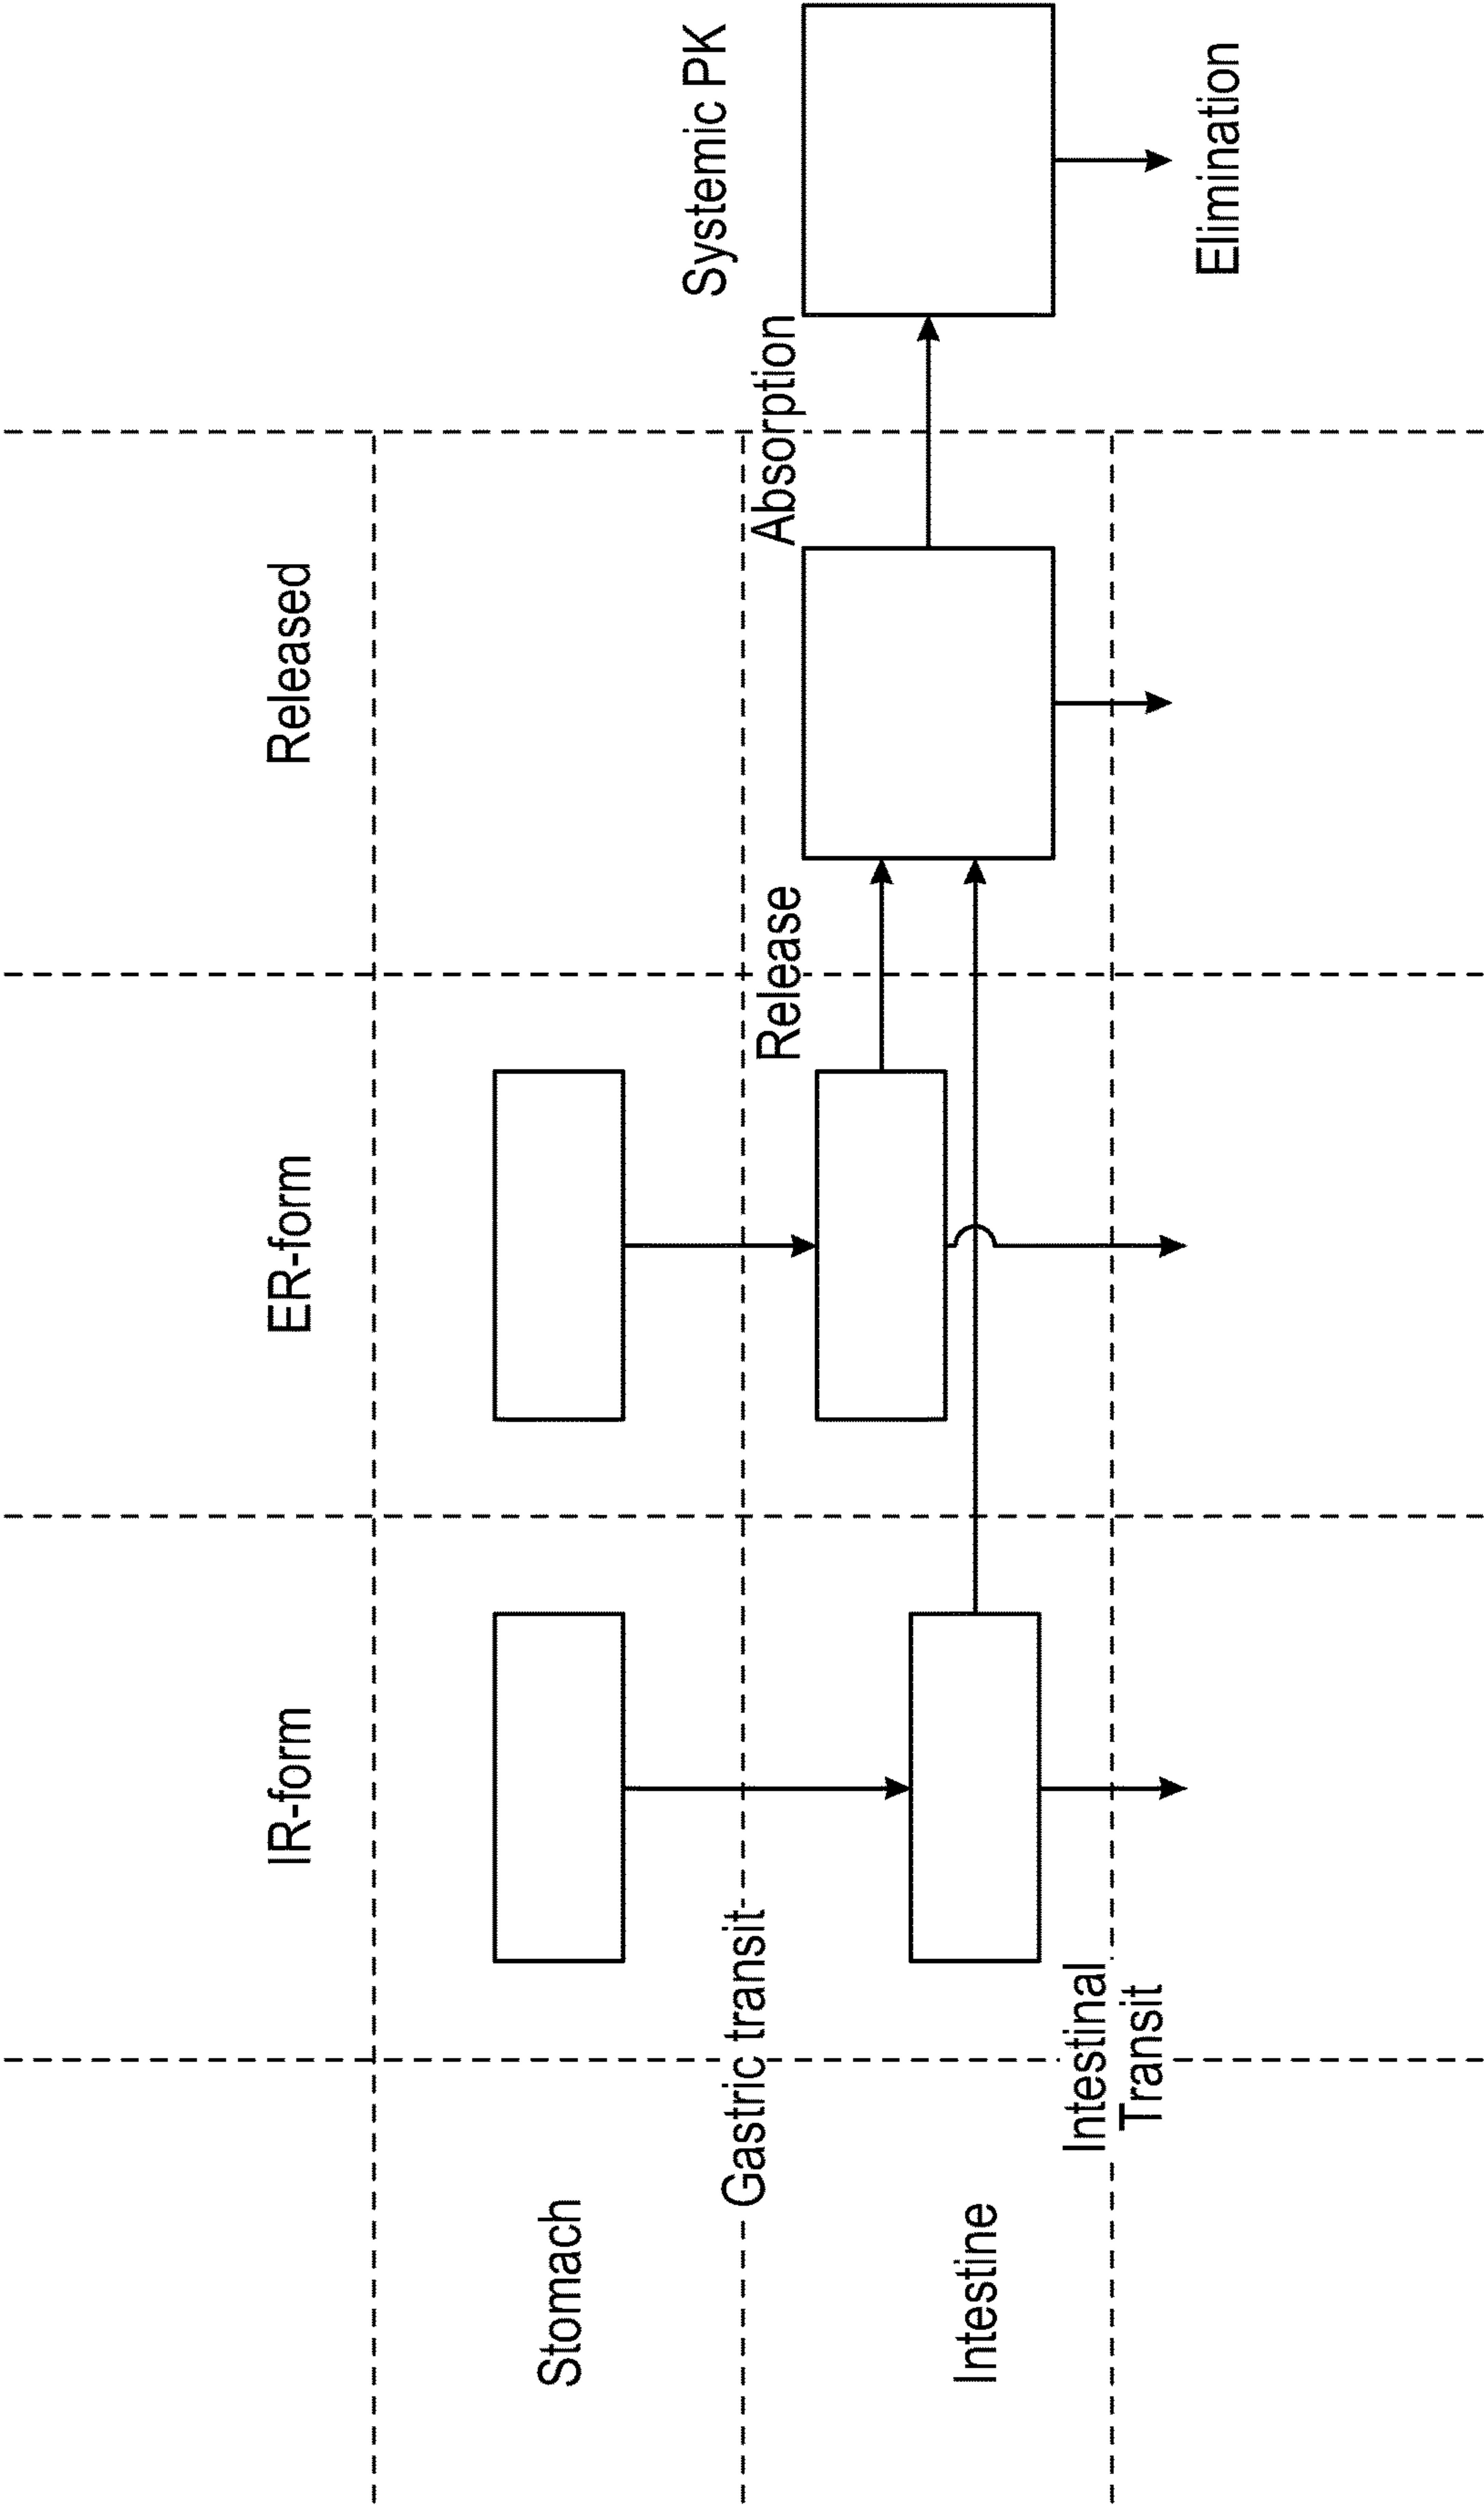 IR-form
ER-form
Released
Stomach
Systemic PK
Gastric transit
Release
Absorption
Intestine
Intestinal
Transit
Elimination